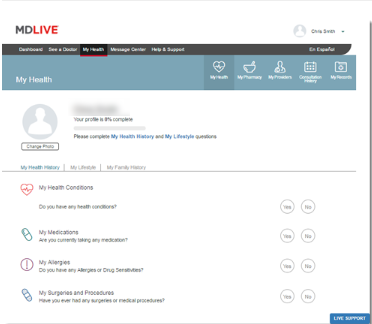 MDLIVE
Chris Smith
Dashboard See a Doctor My Health Message Center Help & Support En Español
My Health
My Health My Pharmacy My Providers Consultation History My Records
Your profile is 8% complete
Please complete My Health History and My Lifestyle questions
Change Photo
My Health History My Lifestyle My Family History
My Health Conditions
Do you have any health conditions? Yes No
My Medications
Are you currently taking any medication? Yes No
My Allergies
Do you have any Allergies or Drug Sensitivities? Yes No
My Surgeries and Procedures
Have you ever had any surgeries or medical procedures? Yes No
LIVE SUPPORT